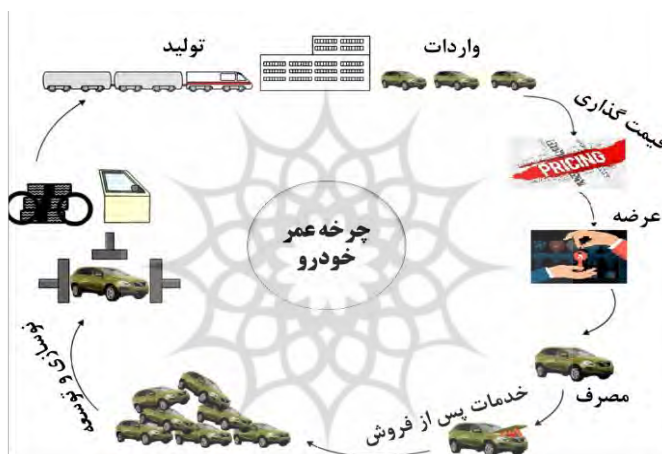 تولید
واردات
قیمت گذاری
PRICING
عرضه
چرخه عمر
خودرو
مصرف
خدمات پس از فروش
نوسازی و توسعه